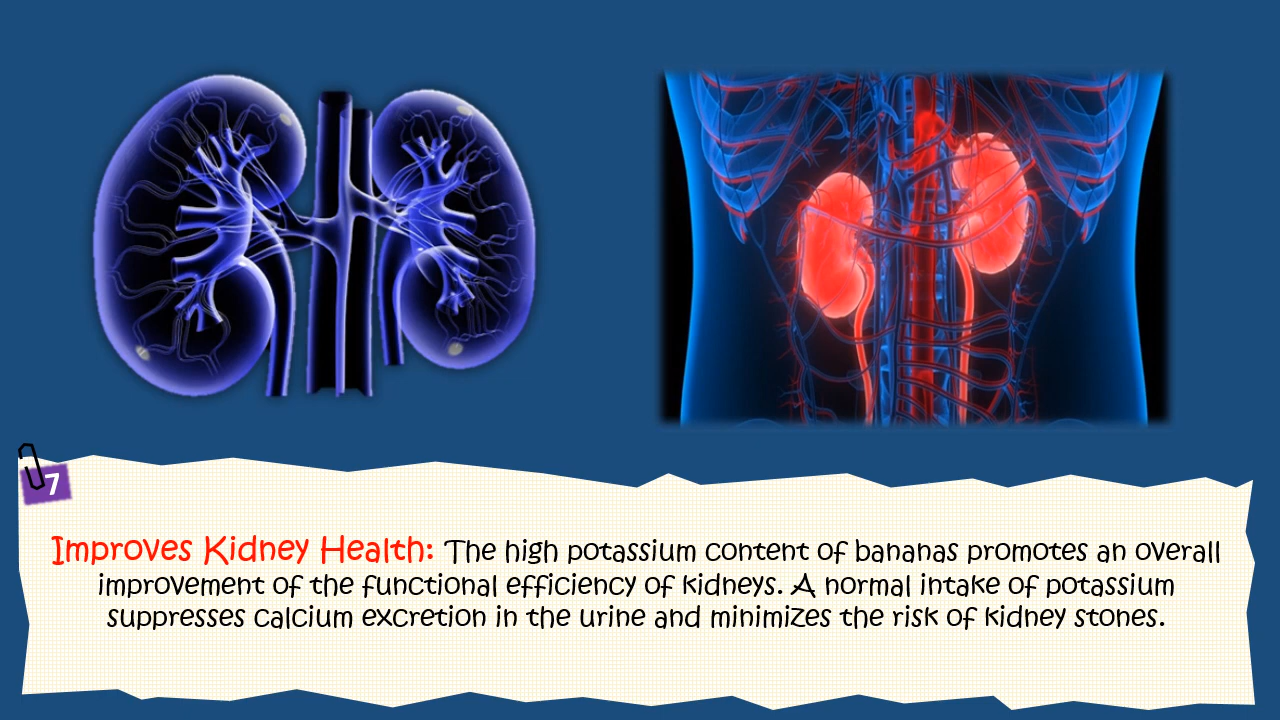 7
Improves Kidney Health: The high potassium content of bananas promotes an overall
improvement of the functional efficiency of kidneys. A normal intake of potassium
suppresses calcium excretion in the urine and minimizes the risk of kidney stones.